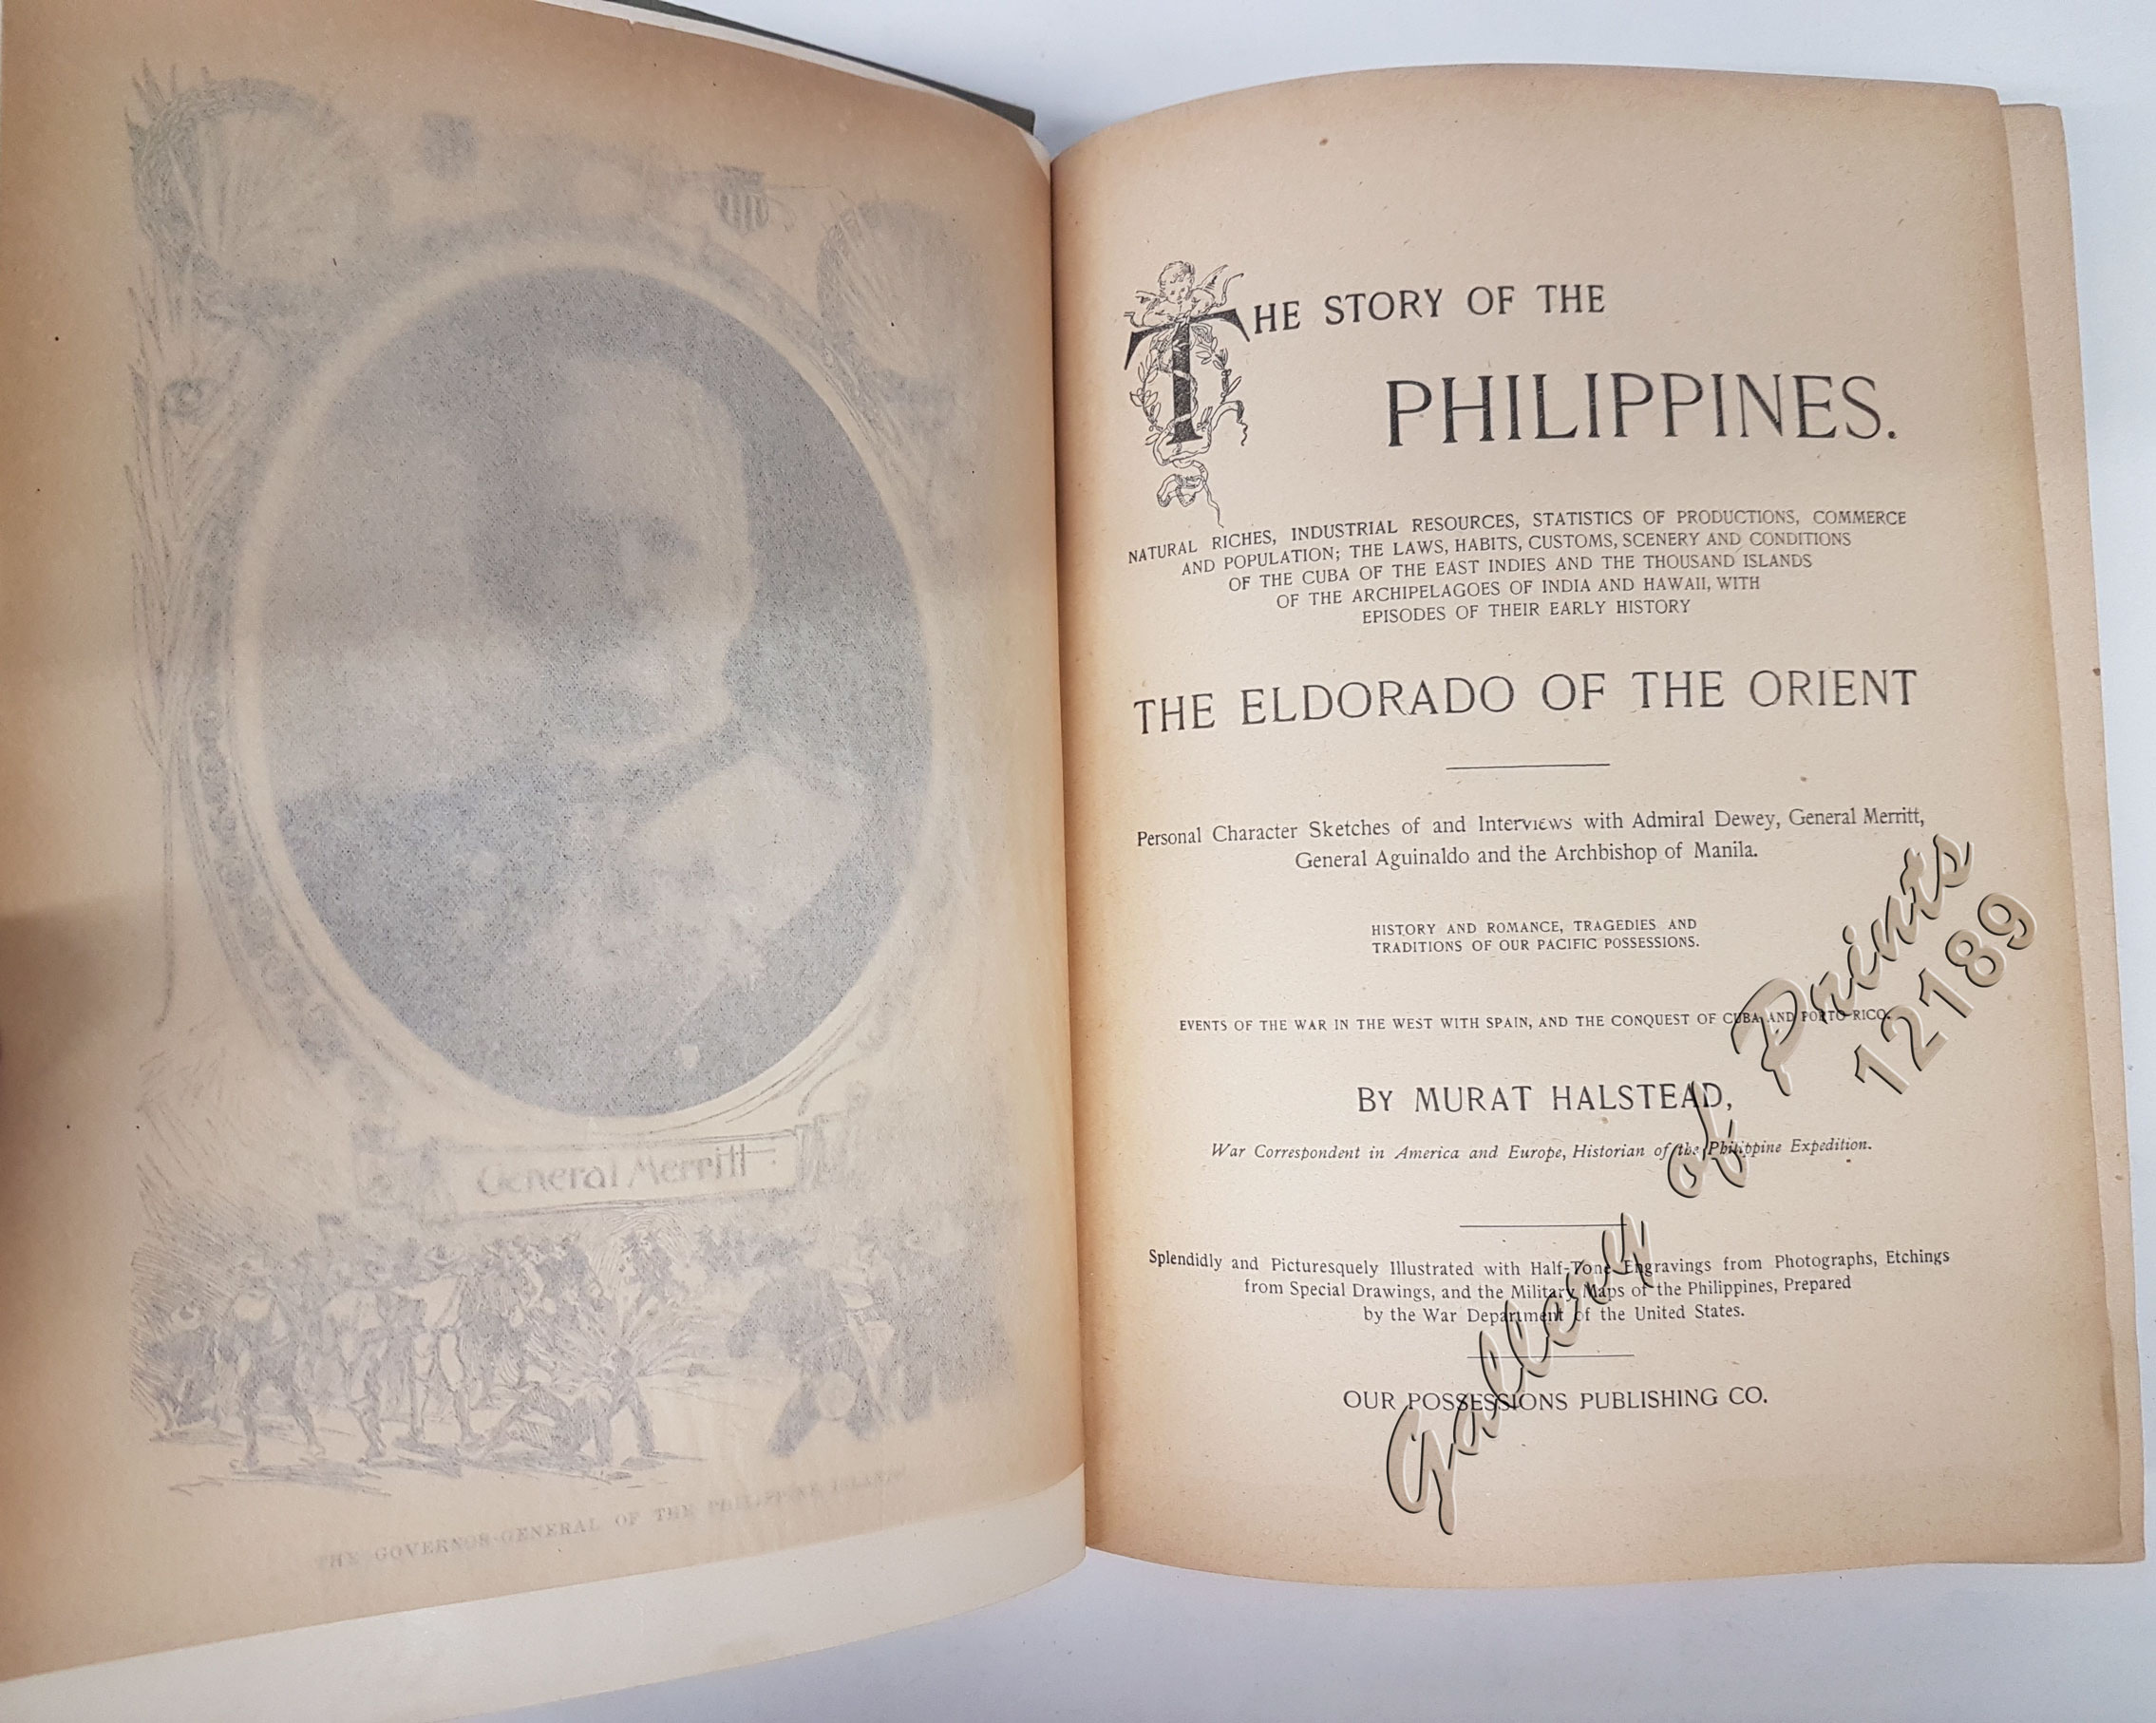 General Merritt
THE GOVERNOR-GENERAL OF THE PHILIPPINE ISLANDS
THE STORY OF THE
PHILIPPINES.
NATURAL RICHES, INDUSTRIAL RESOURCES, STATISTICS OF PRODUCTIONS, COMMERCE
AND POPULATION; THE LAWS, HABITS, CUSTOMS, SCENERY AND CONDITIONS
OF THE CUBA OF THE EAST INDIES AND THE THOUSAND ISLANDS
OF THE ARCHIPELAGOES OF INDIA AND HAWAII, WITH
EPISODES OF THEIR EARLY HISTORY
THE ELDORADO OF THE ORIENT
Personal Character Sketches of and Interviews with Admiral Dewey, General Merritt,
General Aguinaldo and the Archbishop of Manila.
HISTORY AND ROMANCE, TRAGEDIES AND
TRADITIONS OF OUR PACIFIC POSSESSIONS.
EVENTS OF THE WAR IN THE WEST WITH SPAIN, AND THE CONQUEST OF CUBA AND PORTO RICO.
BY MURAT HALSTEAD,
War Correspondent in America and Europe, Historian of the Philippine Expedition.
Splendidly and Picturesquely Illustrated with Half-Tone Engravings from Photographs, Etchings
from Special Drawings, and the Military Maps of the Philippines, Prepared
by the War Department of the United States.
OUR POSSESSIONS PUBLISHING CO.
Gallery of Prints
12189